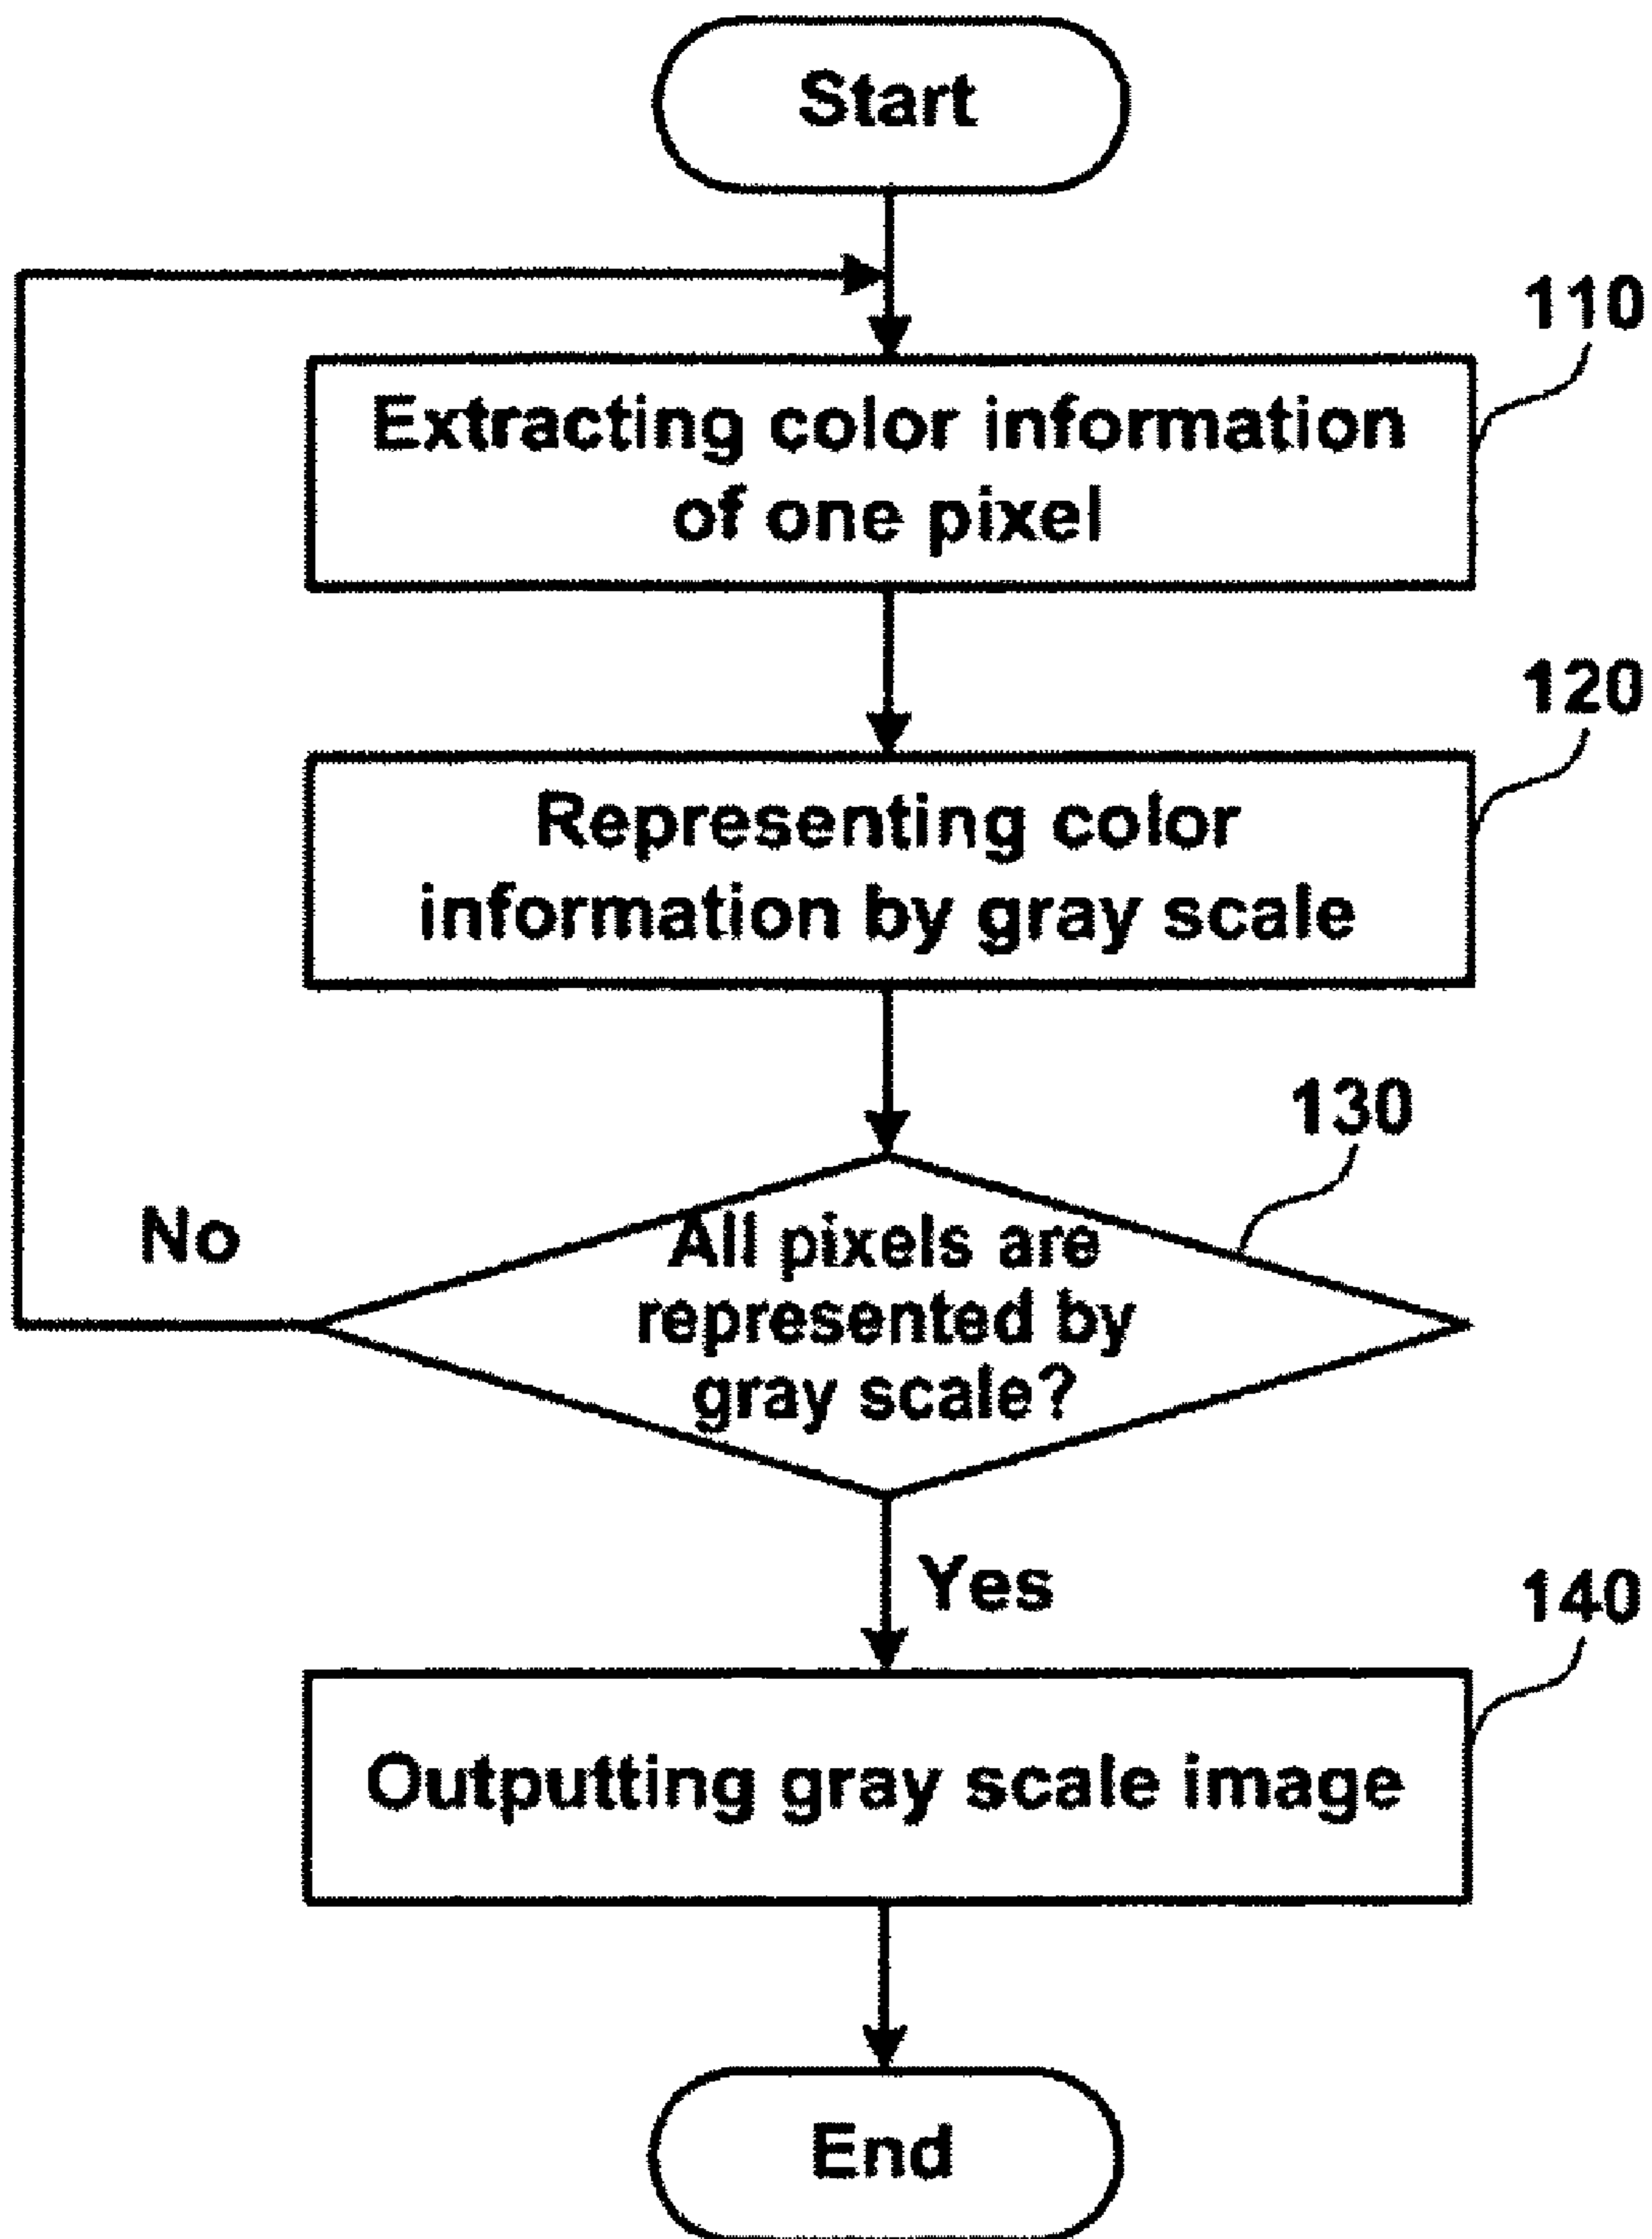 Start
110
Extracting color information
of one pixel
120
Representing color
information by gray scale
130
No
All pixels are
represented by
gray scale?
Yes
140
Outputting gray scale image
End